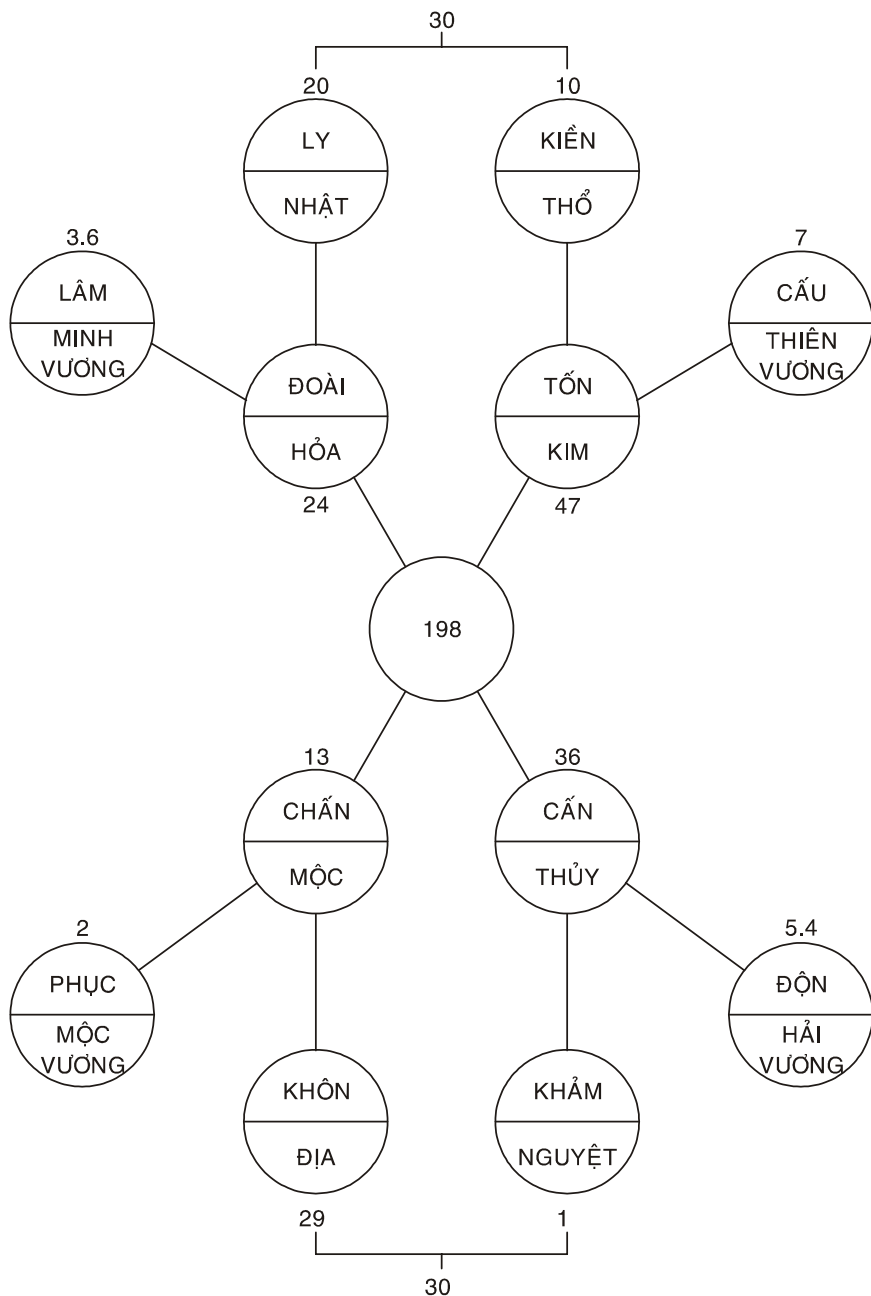 30
20
10
LY
KIỀN
NHẬT
THỔ
3.6
7
LÂM
CẤU
MINH
VƯƠNG
THIÊN
VƯƠNG
ĐOÀI
TỐN
HỎA
KIM
24
47
198
13
36
CHẤN
CẤN
MỘC
THỦY
2
5.4
PHỤC
ĐỘN
MỘC
VƯƠNG
HẢI
VƯƠNG
KHÔN
KHẢM
ĐỊA
NGUYỆT
29
1
30